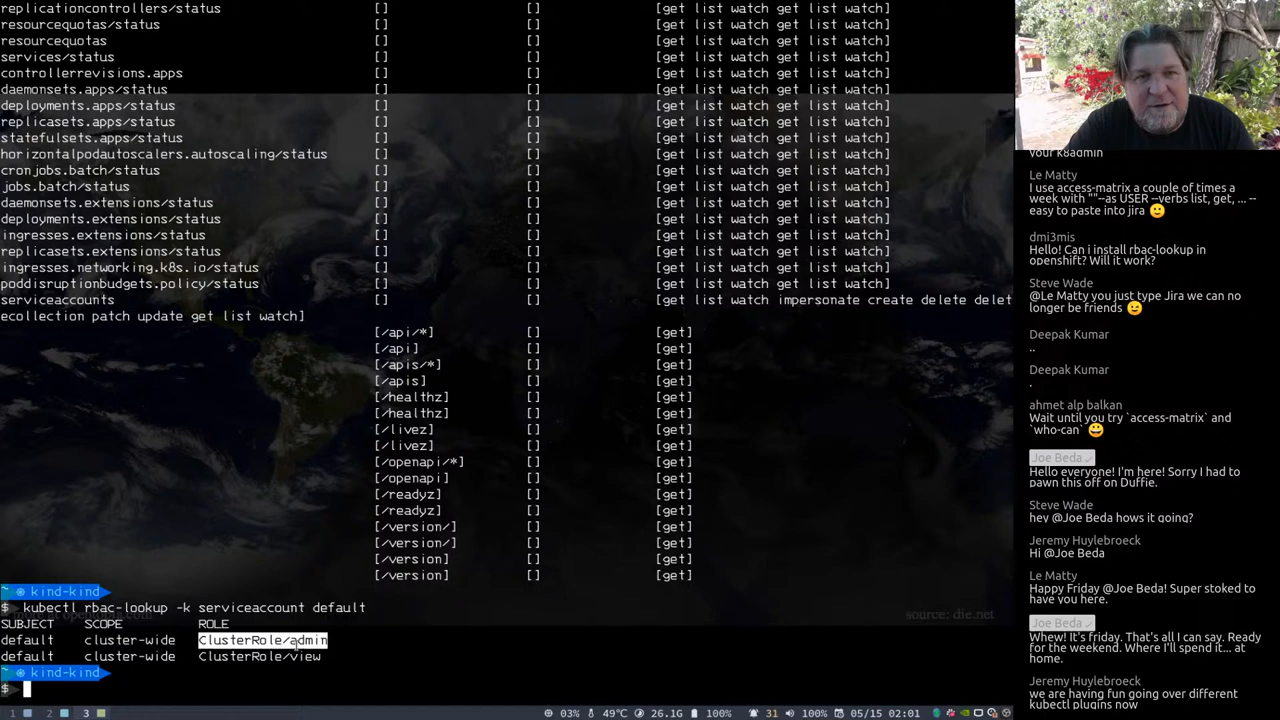 replicationcontrollers/status [] [] [get list watch get list watch]
resourcequotas/status [] [] [get list watch get list watch]
resourcequotas [] [] [get list watch get list watch]
services/status [] [] [get list watch get list watch]
controllerrevisions.apps [] [] [get list watch get list watch]
daemonsets.apps/status [] [] [get list watch get list watch]
deployments.apps/status [] [] [get list watch get list watch]
replicasets.apps/status [] [] [get list watch get list watch]
statefulsets.apps/status [] [] [get list watch get list watch]
horizontalpodautoscalers.autoscaling/status [] [] [get list watch get list watch]
cronjobs.batch/status [] [] [get list watch get list watch]
jobs.batch/status [] [] [get list watch get list watch]
daemonsets.extensions/status [] [] [get list watch get list watch]
deployments.extensions/status [] [] [get list watch get list watch]
ingresses.extensions/status [] [] [get list watch get list watch]
replicasets.extensions/status [] [] [get list watch get list watch]
ingresses.networking.k8s.io/status [] [] [get list watch get list watch]
poddisruptionbudgets.policy/status [] [] [get list watch get list watch]
serviceaccounts [] [] [get list watch impersonate create delete delet
ecollection patch update get list watch]
[/api/*] [] [get]
[/api] [] [get]
[/apis/*] [] [get]
[/apis] [] [get]
[/healthz] [] [get]
[/healthz] [] [get]
[/livez] [] [get]
[/livez] [] [get]
[/openapi/*] [] [get]
[/openapi] [] [get]
[/readyz] [] [get]
[/readyz] [] [get]
[/version/] [] [get]
[/version/] [] [get]
[/version] [] [get]
[/version] [] [get]
~ ⎈ kind-kind
$ kubectl rbac-lookup -k serviceaccount default
source: die.net
SUBJECT SCOPE ROLE
default cluster-wide ClusterRole/admin
default cluster-wide ClusterRole/view
~ ⎈ kind-kind
$
1 2 3 03% 49°C 26.1G 100% 31 100% 05/15 02:01
your k8admin
Le Matty
I use access-matrix a couple of times a
week with ""--as USER --verbs list, get, ... --
easy to paste into jira 🙂
dmi3mis
Hello! Can i install rbac-lookup in
openshift? Will it work?
Steve Wade
@Le Matty you just type Jira we can no
longer be friends 😉
Deepak Kumar
..
Deepak Kumar
.
ahmet alp balkan
Wait until you try `access-matrix` and
`who-can` 😀
Joe Beda ✓
Hello everyone! I'm here! Sorry I had to
pawn this off on Duffie.
Steve Wade
hey @Joe Beda hows it going?
Jeremy Huylebroeck
Hi @Joe Beda
Le Matty
Happy Friday @Joe Beda! Super stoked to
have you here.
Joe Beda ✓
Whew! It's friday. That's all I can say. Ready
for the weekend. Where I'll spend it... at
home.
Jeremy Huylebroeck
we are having fun going over different
kubectl plugins now